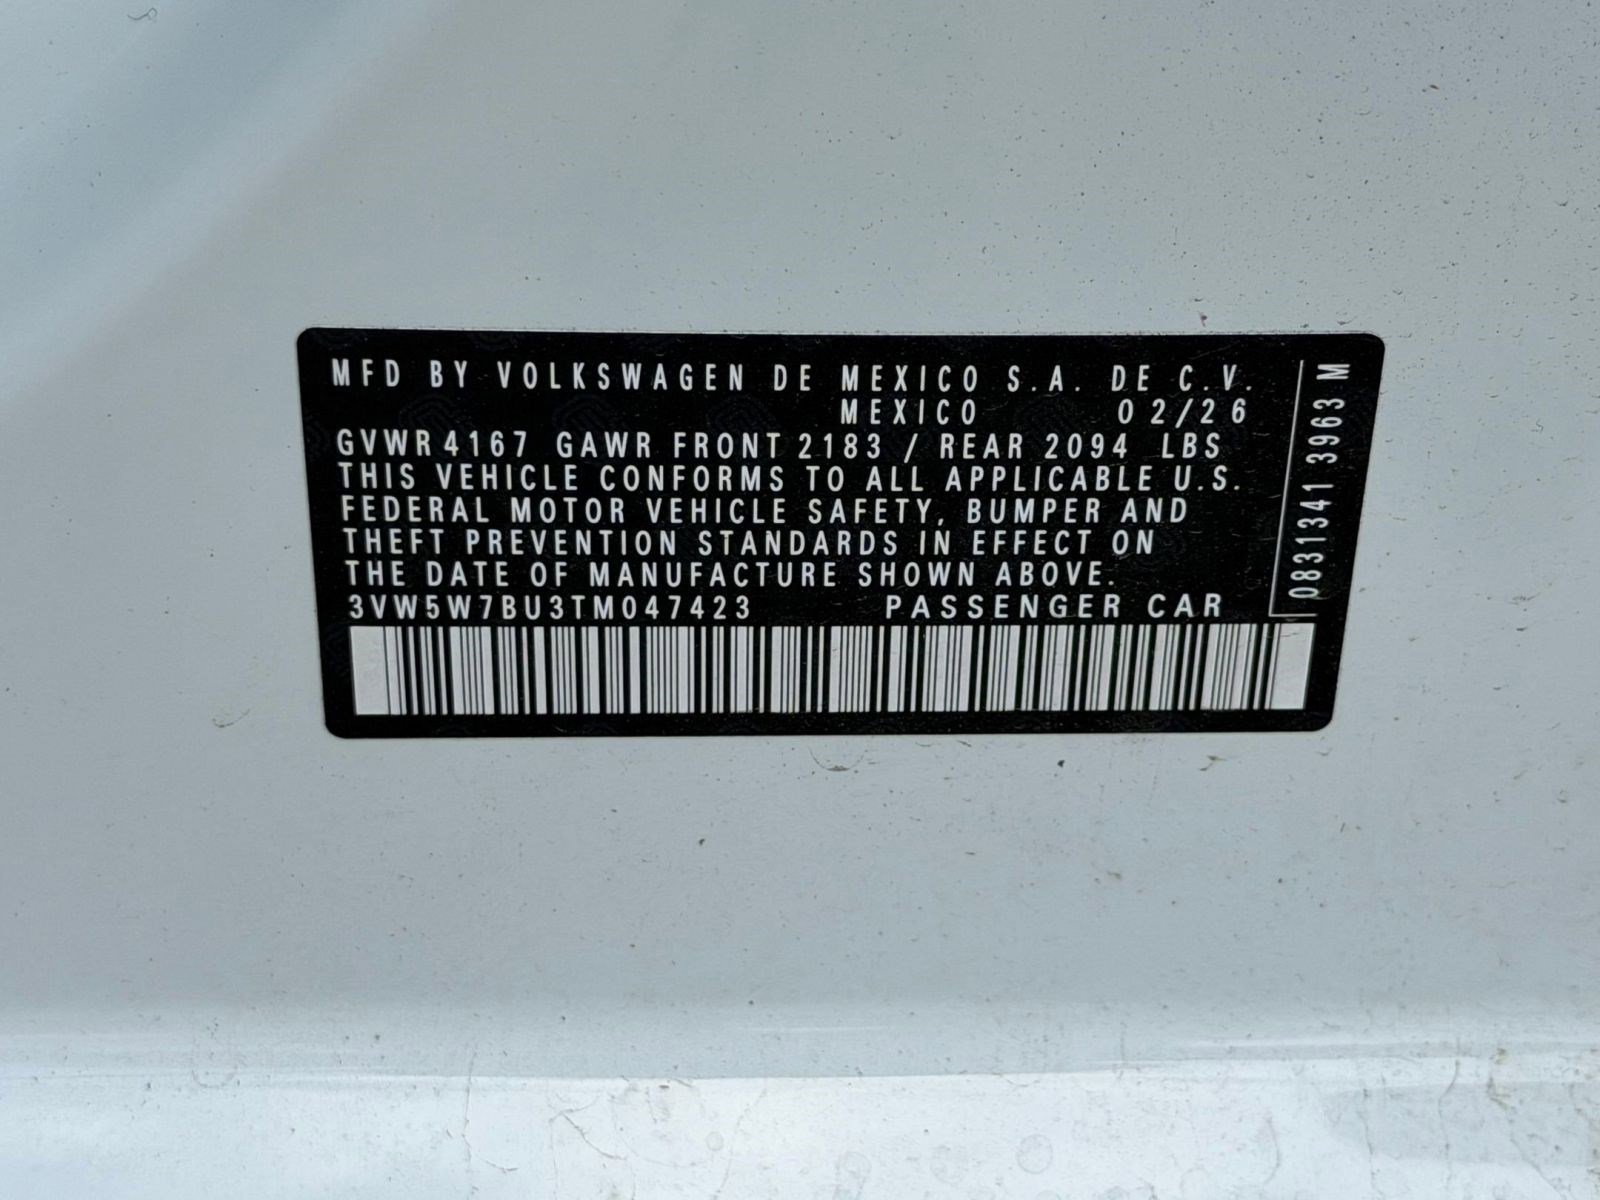 MFD BY VOLKSWAGEN DE MEXICO S.A. DE C.V.
MEXICO 02/26
GVWR 4167 GAWR FRONT 2183 / REAR 2094 LBS
THIS VEHICLE CONFORMS TO ALL APPLICABLE U.S.
FEDERAL MOTOR VEHICLE SAFETY, BUMPER AND
THEFT PREVENTION STANDARDS IN EFFECT ON
THE DATE OF MANUFACTURE SHOWN ABOVE.
3VW5W7BU3TM047423 PASSENGER CAR
0831341 3963 M